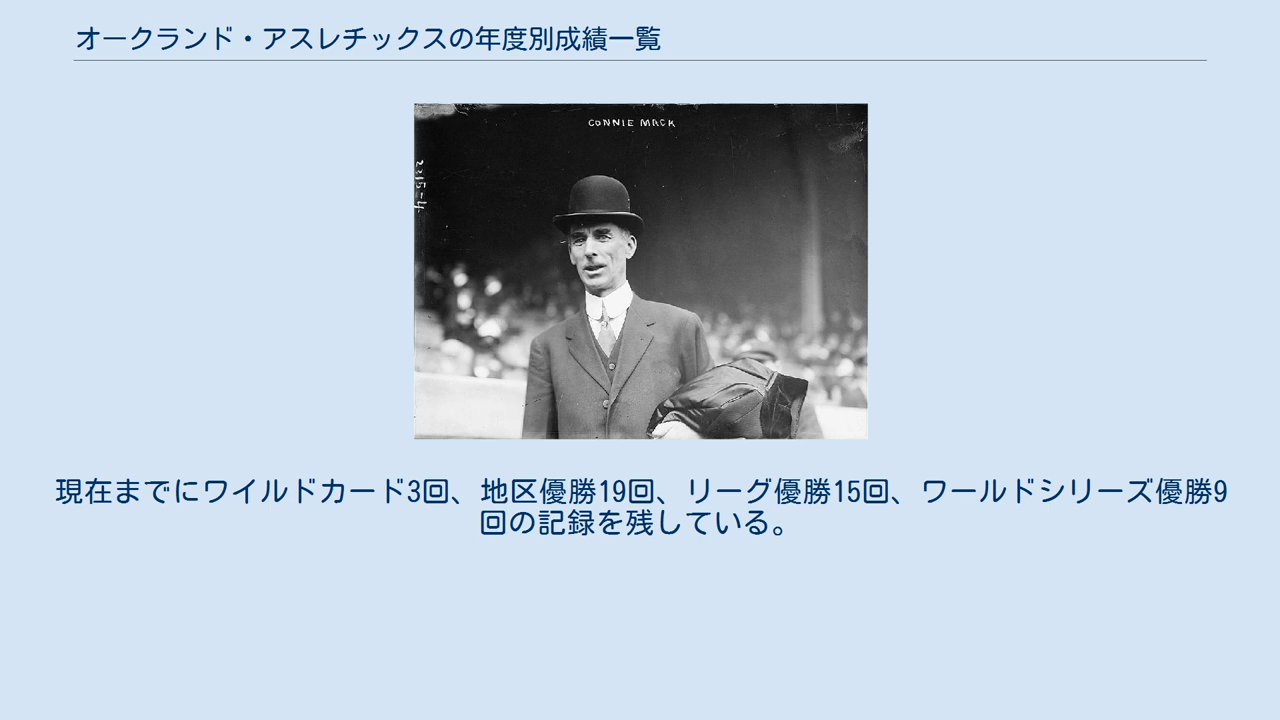 オークランド・アスレチックスの年度別成績一覧
CONNIE MACK
2215-4
現在までにワイルドカード3回、地区優勝19回、リーグ優勝15回、ワールドシリーズ優勝9
回の記録を残している。